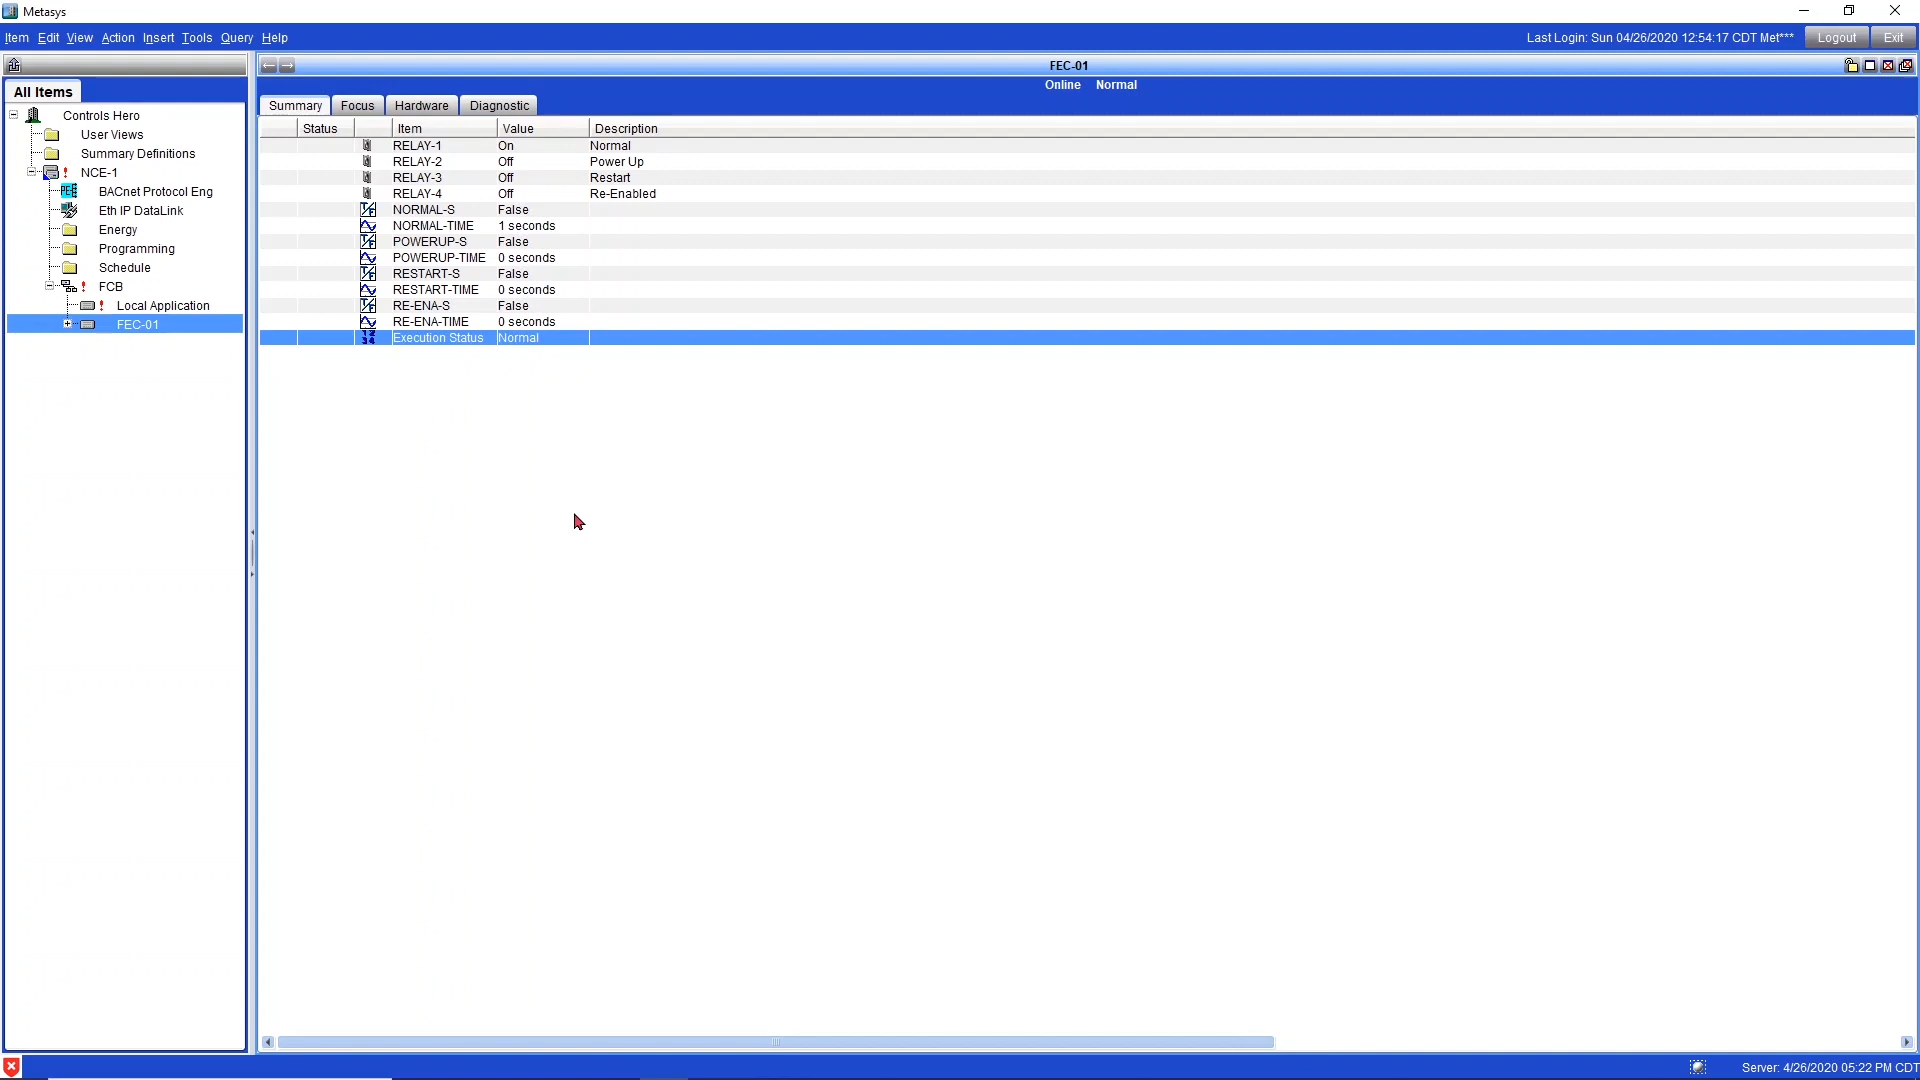 Metasys
Item Edit View Action Insert Tools Query Help
Last Login: Sun 04/26/2020 12:54:17 CDT Met***
Logout
Exit
All Items
Controls Hero
User Views
Summary Definitions
NCE-1
BACnet Protocol Eng
Eth IP DataLink
Energy
Programming
Schedule
FCB
Local Application
FEC-01
FEC-01
Online Normal
Summary Focus Hardware Diagnostic
Status Item Value Description
RELAY-1 On Normal
RELAY-2 Off Power Up
RELAY-3 Off Restart
RELAY-4 Off Re-Enabled
NORMAL-S False
NORMAL-TIME 1 seconds
POWERUP-S False
POWERUP-TIME 0 seconds
RESTART-S False
RESTART-TIME 0 seconds
RE-ENA-S False
RE-ENA-TIME 0 seconds
Execution Status Normal
Server: 4/26/2020 05:22 PM CDT